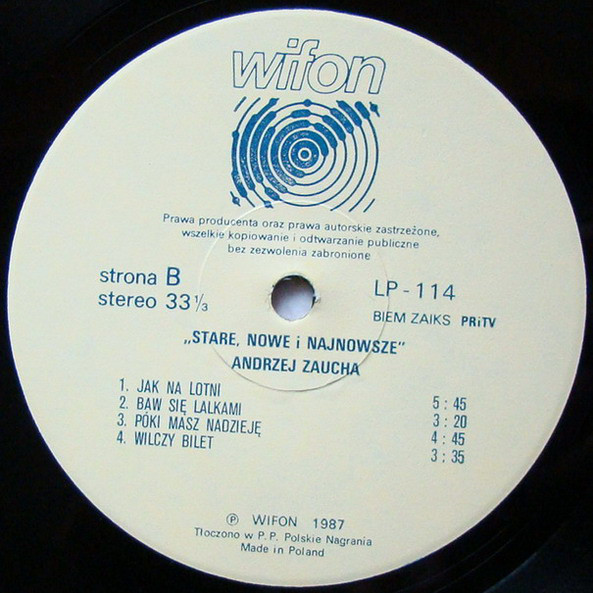 wifon
Prawa producenta oraz prawa autorskie zastrzeżone,
wszelkie kopiowanie i odtwarzanie publiczne
bez zezwolenia zabronione
strona B
stereo 33 1/3
LP - 114
BIEM ZAIKS PRiTV
„STARE, NOWE i NAJNOWSZE"
ANDRZEJ ZAUCHA
1. JAK NA LOTNI 5 : 45
2. BAW SIĘ LALKAMI 3 : 20
3. PÓKI MASZ NADZIEJĘ 4 : 45
4. WILCZY BILET 3 : 35
Ⓟ WIFON 1987
Tłoczono w P.P. Polskie Nagrania
Made in Poland